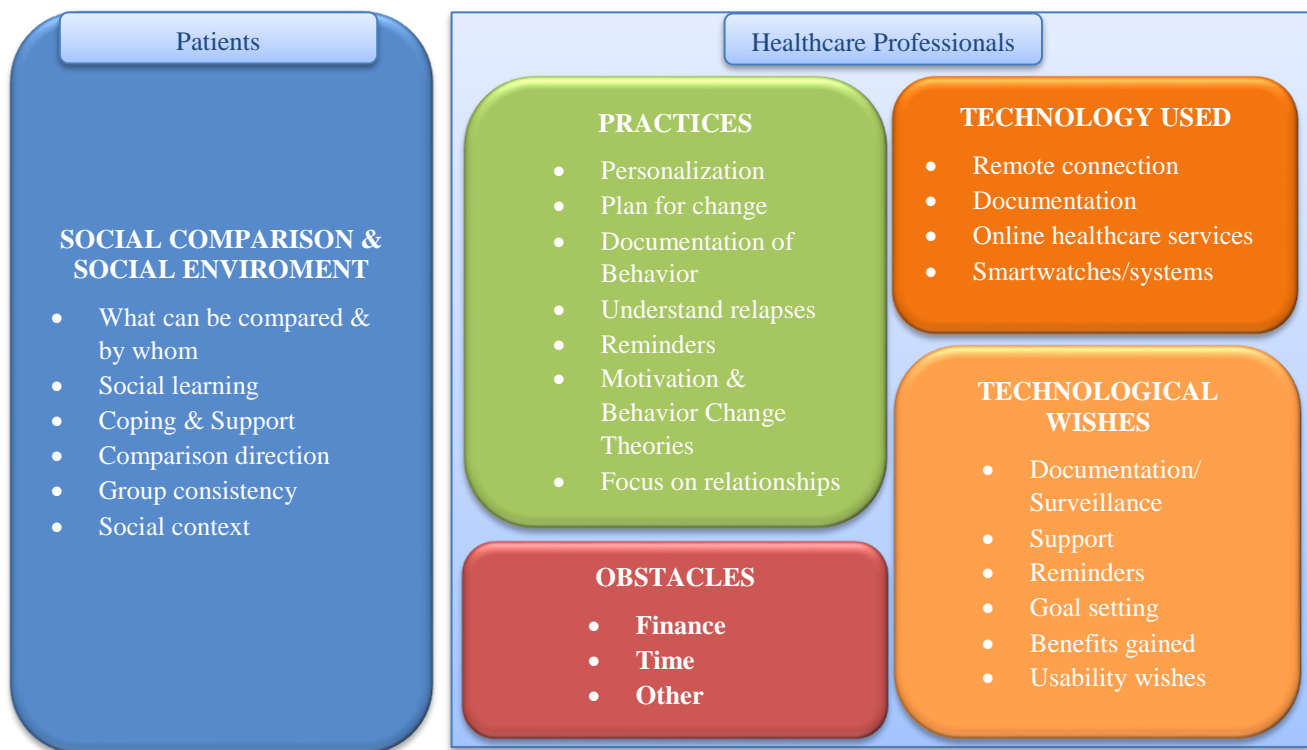 Patients
SOCIAL COMPARISON &
SOCIAL ENVIROMENT
• What can be compared &
by whom
• Social learning
• Coping & Support
• Comparison direction
• Group consistency
• Social context
Healthcare Professionals
PRACTICES
• Personalization
• Plan for change
• Documentation of
Behavior
• Understand relapses
• Reminders
• Motivation &
Behavior Change
Theories
• Focus on relationships
OBSTACLES
• Finance
• Time
• Other
TECHNOLOGY USED
• Remote connection
• Documentation
• Online healthcare services
• Smartwatches/systems
TECHNOLOGICAL
WISHES
• Documentation/
Surveillance
• Support
• Reminders
• Goal setting
• Benefits gained
• Usability wishes